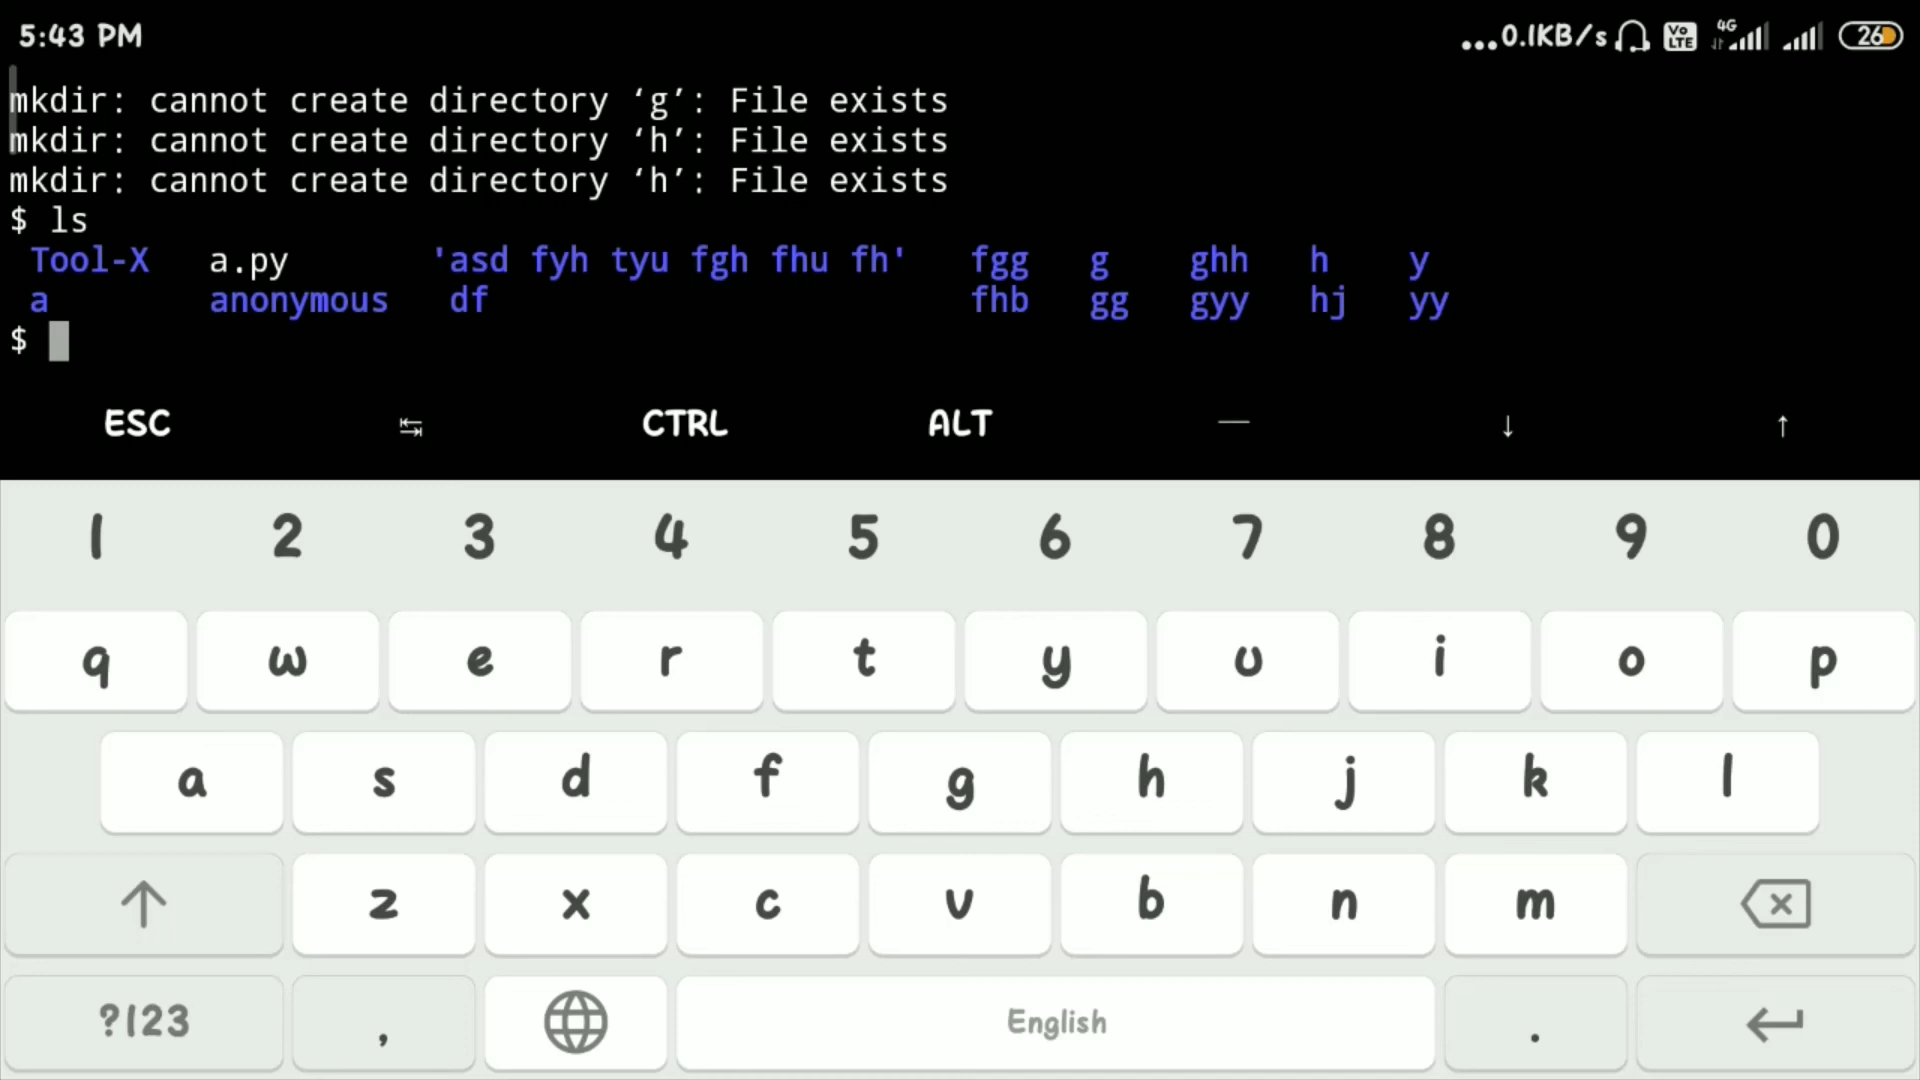 5:43 PM ...0.1KB/s Vo LTE 4G 26
mkdir: cannot create directory ‘g’: File exists
mkdir: cannot create directory ‘h’: File exists
mkdir: cannot create directory ‘h’: File exists
$ ls
Tool-X a.py 'asd fyh tyu fgh fhu fh' fgg g ghh h y
a anonymous df fhb gg gyy hj yy
$
ESC ↹ CTRL ALT — ↓ ↑
1 2 3 4 5 6 7 8 9 0
q w e r t y u i o p
a s d f g h j k l
z x c v b n m
?123 , English .